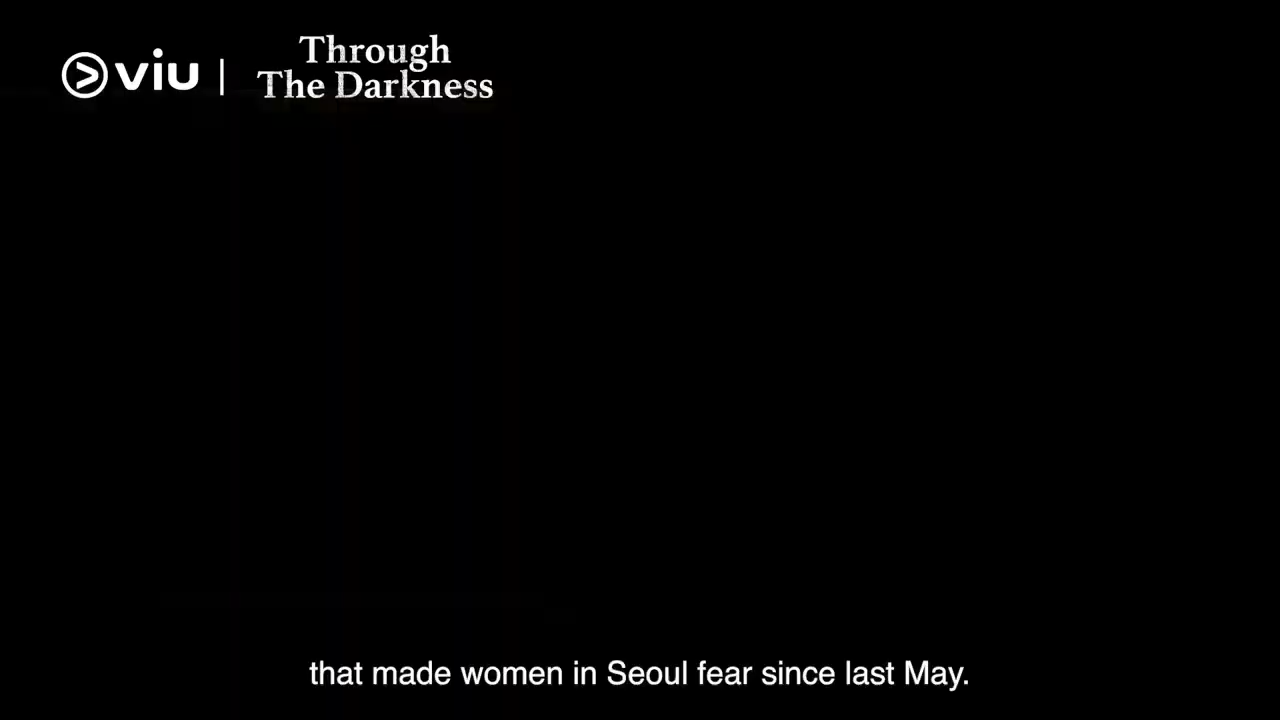 viu
Through
The Darkness
that made women in Seoul fear since last May.